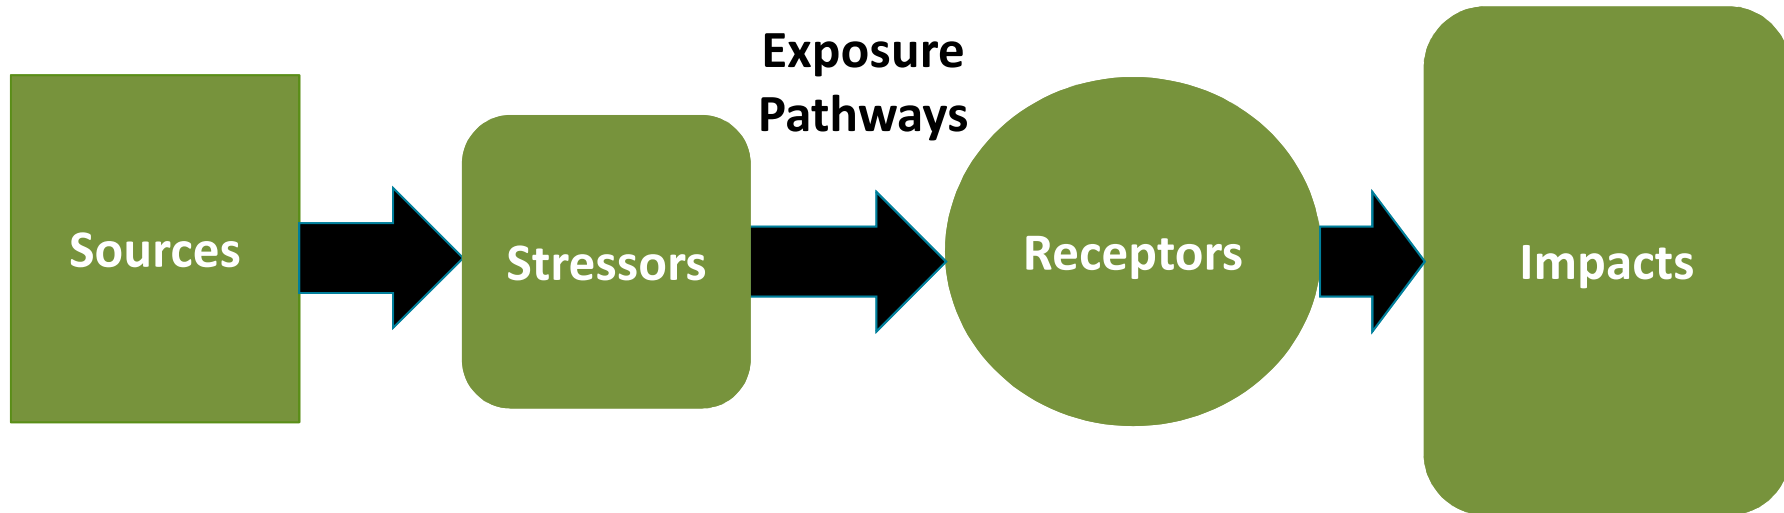 Exposure
Pathways
Sources
Stressors
Receptors
Impacts